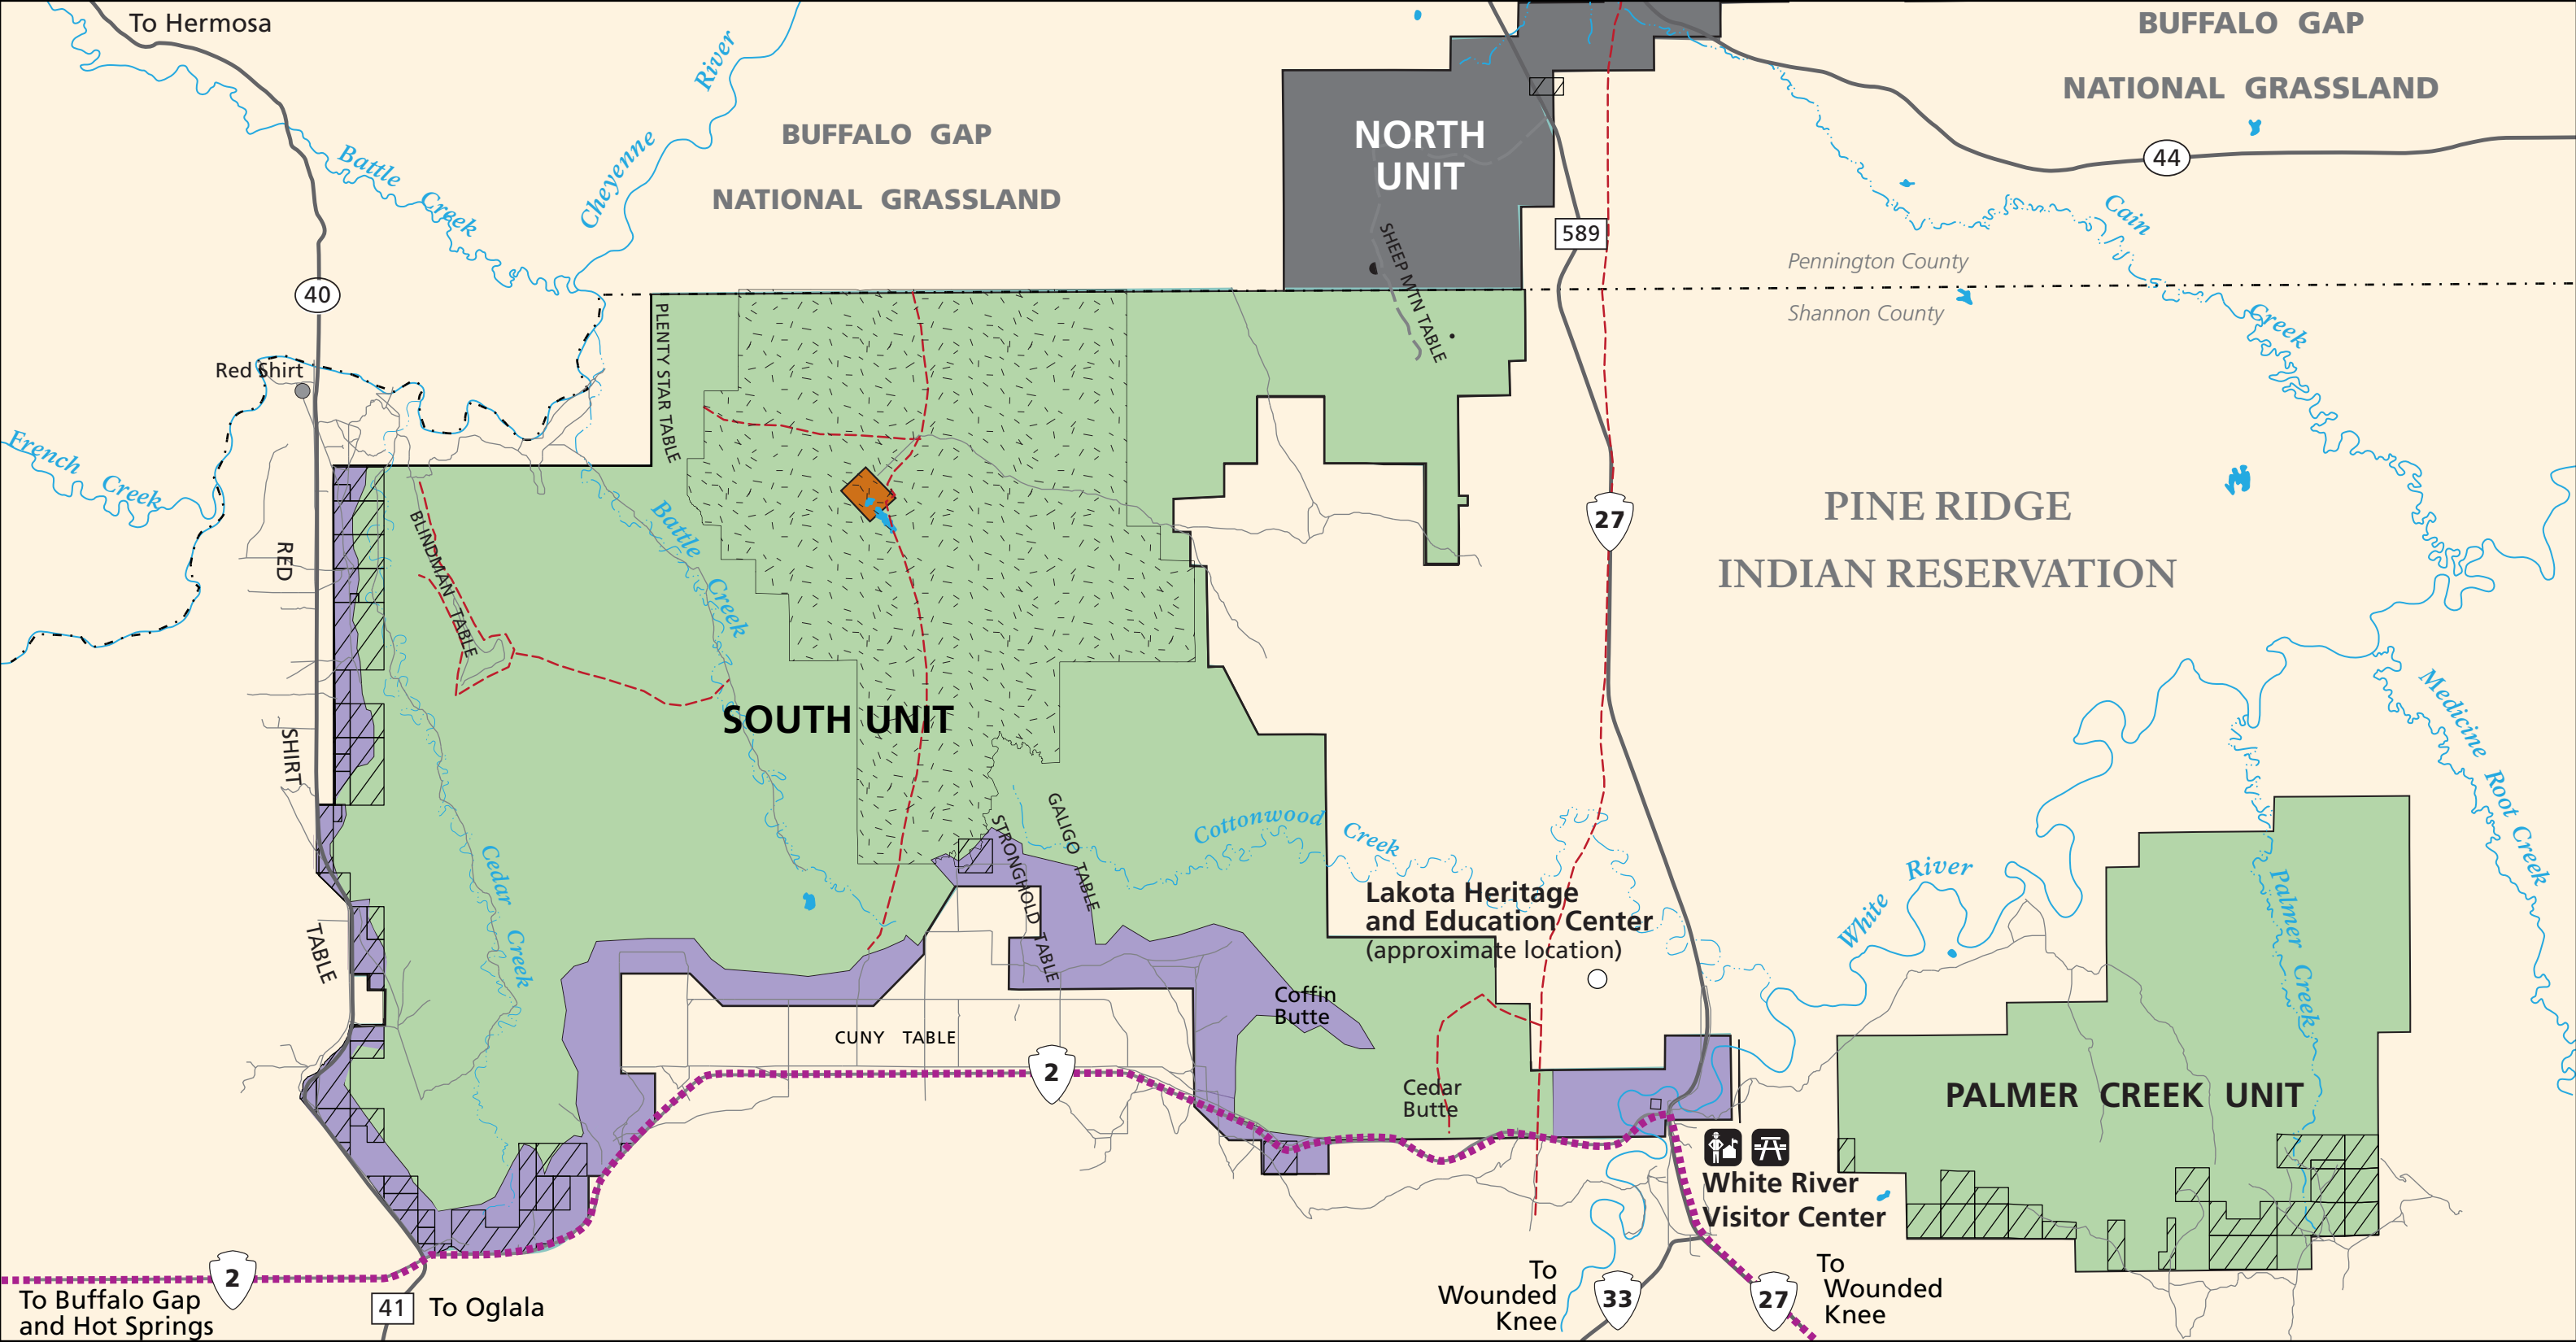 To Hermosa
BUFFALO GAP
NATIONAL GRASSLAND
River
Cheyenne
BUFFALO GAP
NATIONAL GRASSLAND
NORTH
UNIT
44
Battle
Creek
Cain
Creek
589
SHEEP MTN TABLE
Pennington County
Shannon County
40
PLENTY STAR TABLE
Red Shirt
French
Creek
27
PINE RIDGE
INDIAN RESERVATION
RED
SHIRT
TABLE
BLINDMAN TABLE
Battle
Creek
SOUTH UNIT
Medicine Root Creek
GALIGO TABLE
STRONGHOLD TABLE
Cottonwood
Creek
Cedar
Creek
Lakota Heritage
and Education Center
(approximate location)
White
River
Palmer
Creek
Coffin
Butte
CUNY TABLE
2
Cedar
Butte
PALMER CREEK UNIT
White River
Visitor Center
2
To Buffalo Gap
and Hot Springs
41
To Oglala
To
Wounded
Knee
33
27
To
Wounded
Knee